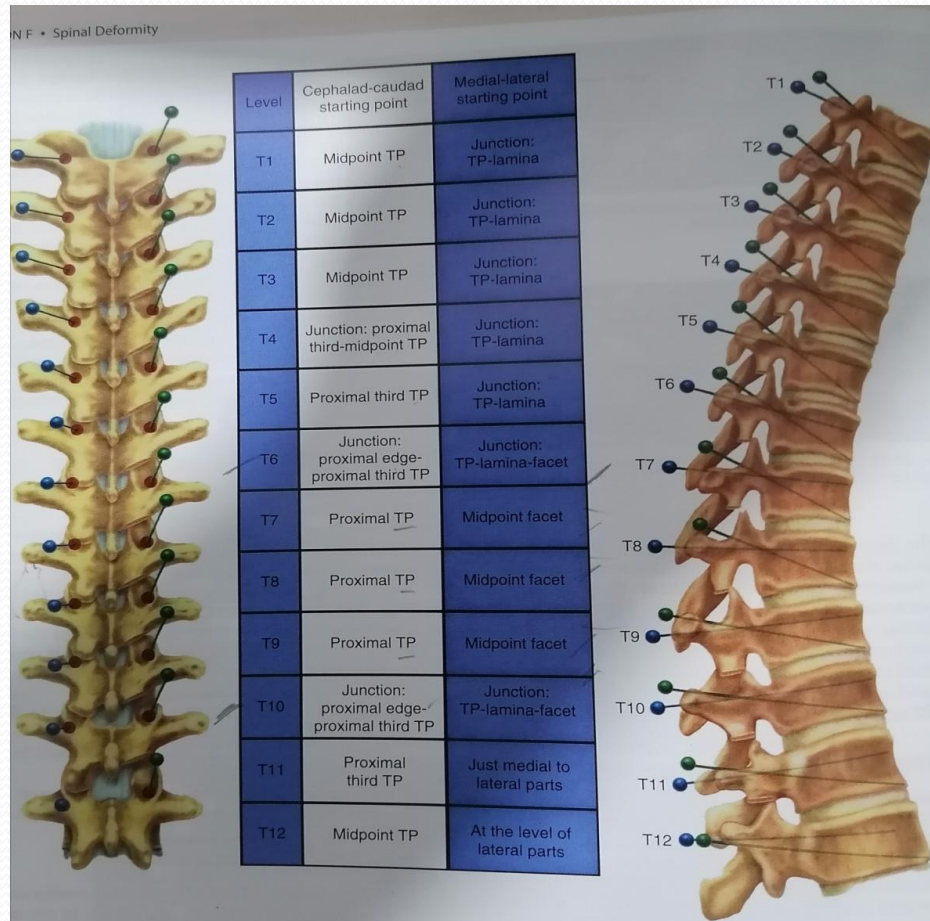 ON F • Spinal Deformity
Level
Cephalad-caudad
starting point
Medial-lateral
starting point
T1
Midpoint TP
Junction:
TP-lamina
T2
Midpoint TP
Junction:
TP-lamina
T3
Midpoint TP
Junction:
TP-lamina
T4
Junction: proximal
third-midpoint TP
Junction:
TP-lamina
T5
Proximal third TP
Junction:
TP-lamina
T6
Junction:
proximal edge-
proximal third TP
Junction:
TP-lamina-facet
T7
Proximal TP
Midpoint facet
T8
Proximal TP
Midpoint facet
T9
Proximal TP
Midpoint facet
T10
Junction:
proximal edge-
proximal third TP
Junction:
TP-lamina-facet
T11
Proximal
third TP
Just medial to
lateral parts
T12
Midpoint TP
At the level of
lateral parts
T1
T2
T3
T4
T5
T6
T7
T8
T9
T10
T11
T12